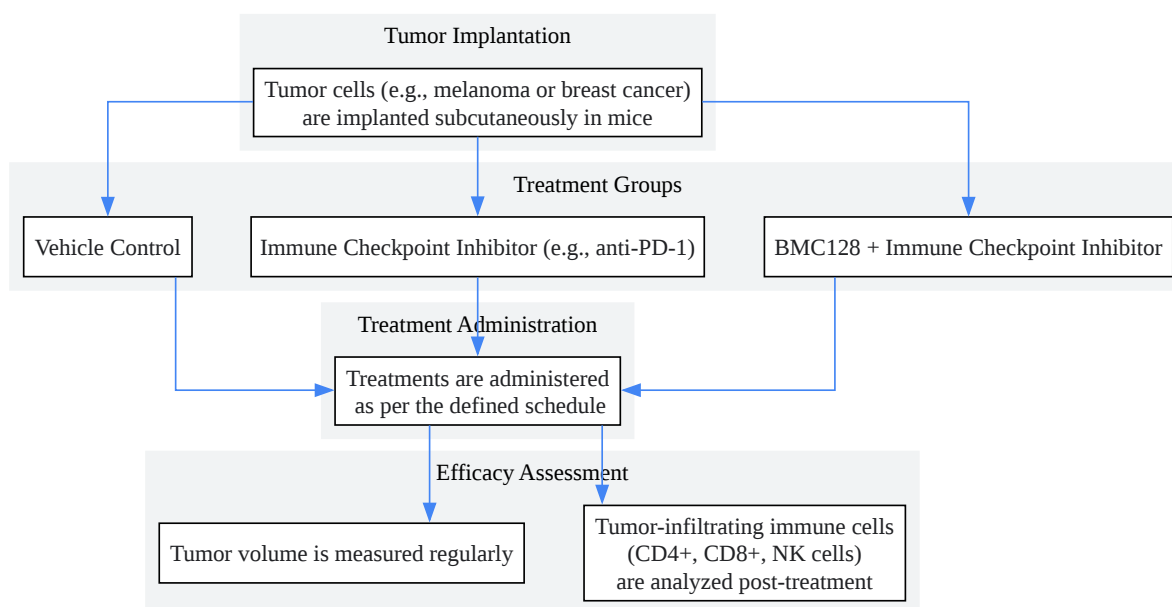 Tumor Implantation
Tumor cells (e.g., melanoma or breast cancer)
are implanted subcutaneously in mice
Treatment Groups
Vehicle Control
Immune Checkpoint Inhibitor (e.g., anti-PD-1)
BMC128 + Immune Checkpoint Inhibitor
Treatment Administration
Treatments are administered
as per the defined schedule
Efficacy Assessment
Tumor volume is measured regularly
Tumor-infiltrating immune cells
(CD4+, CD8+, NK cells)
are analyzed post-treatment